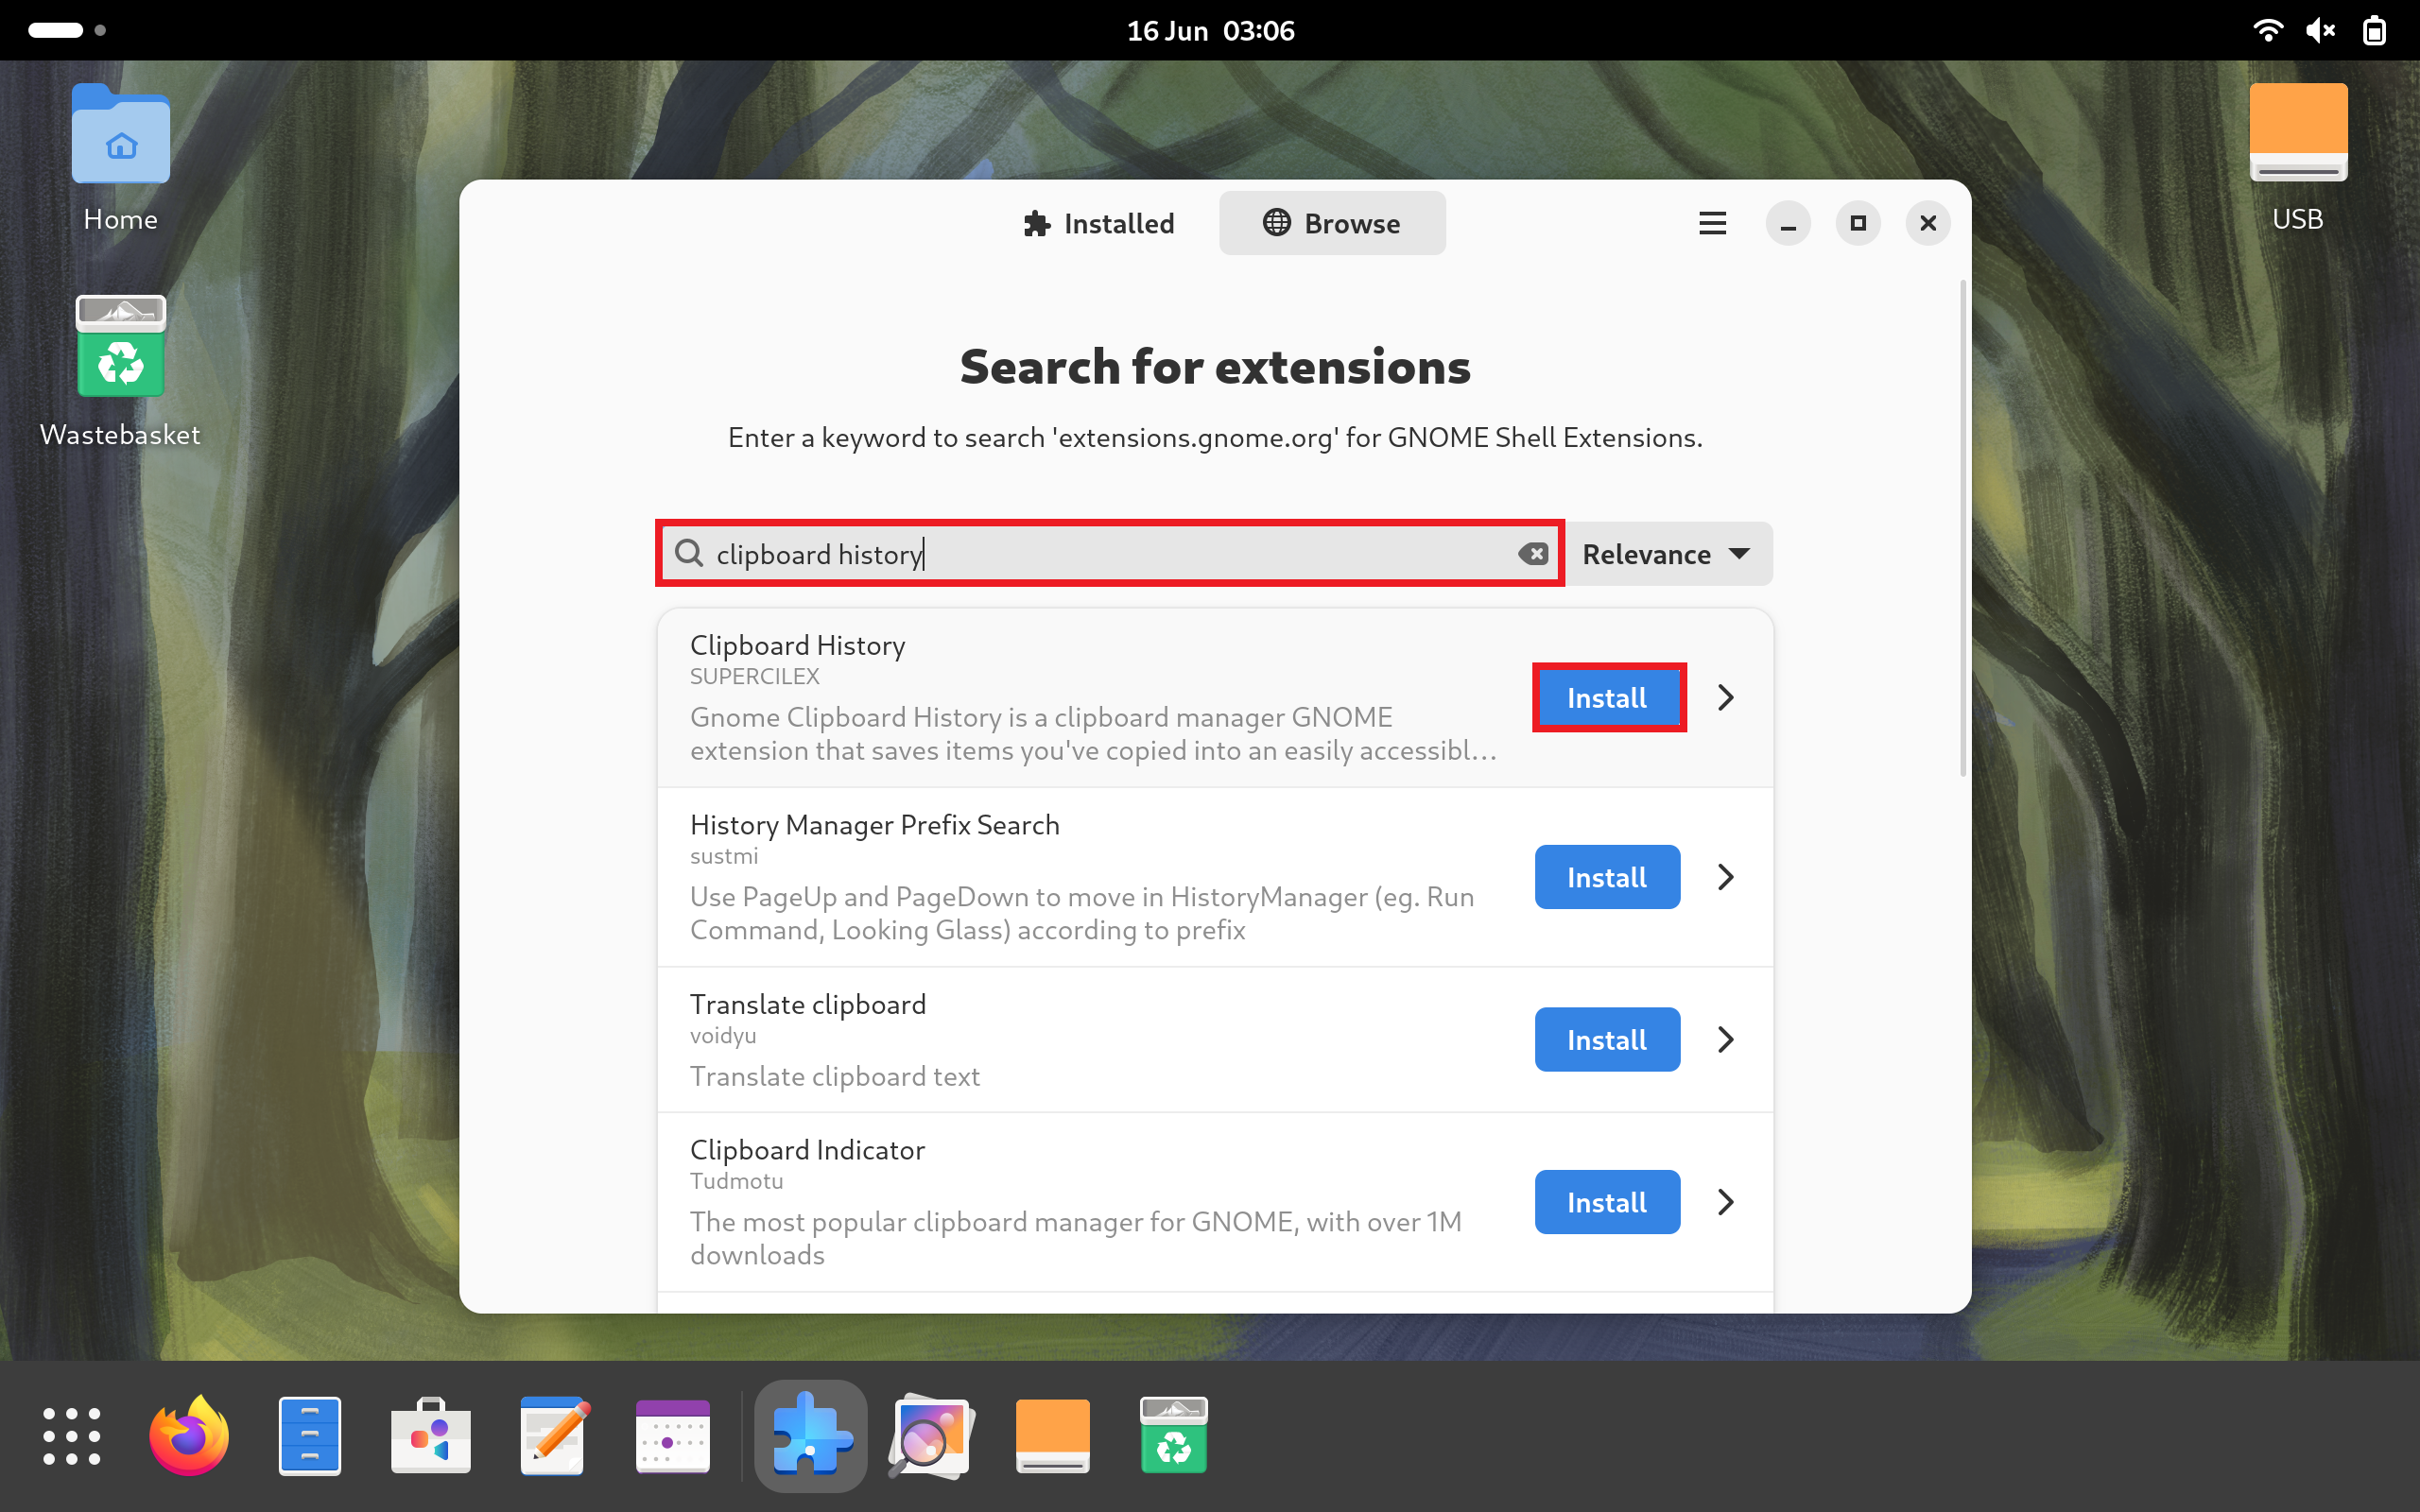 16 Jun 03:06
Home
USB
Wastebasket
Installed
Browse
Search for extensions
Enter a keyword to search 'extensions.gnome.org' for GNOME Shell Extensions.
clipboard history
Relevance
Clipboard History
SUPERCILEX
Gnome Clipboard History is a clipboard manager GNOME
extension that saves items you've copied into an easily accessibl…
Install
History Manager Prefix Search
sustmi
Use PageUp and PageDown to move in HistoryManager (eg. Run
Command, Looking Glass) according to prefix
Install
Translate clipboard
voidyu
Translate clipboard text
Install
Clipboard Indicator
Tudmotu
The most popular clipboard manager for GNOME, with over 1M
downloads
Install